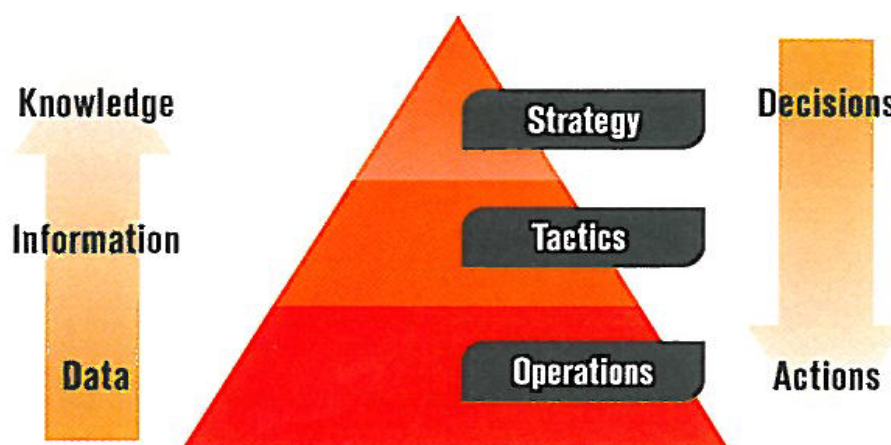 Knowledge
Strategy
Decisions
Information
Tactics
Data
Operations
Actions